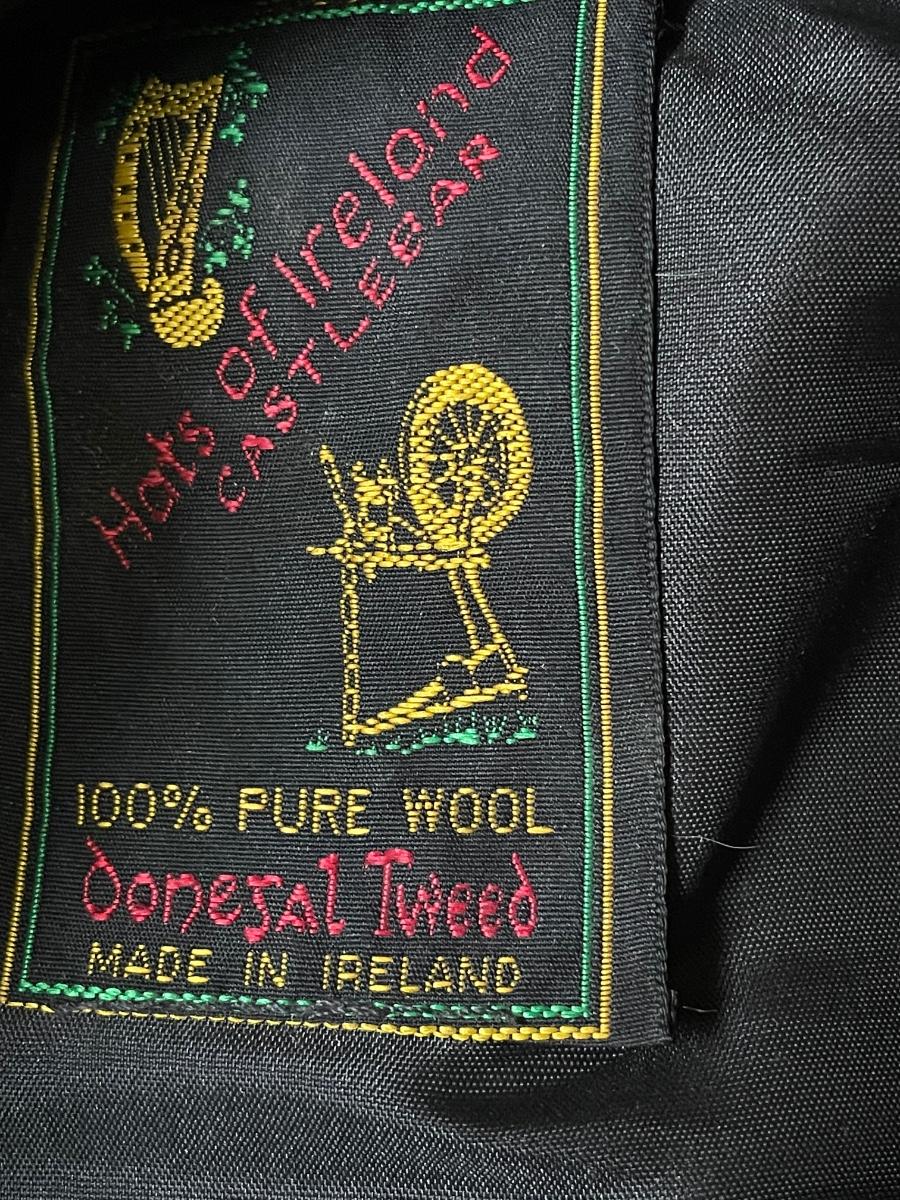 Hats of Ireland
CASTLEBAR
100% PURE WOOL
Donegal Tweed
MADE IN IRELAND